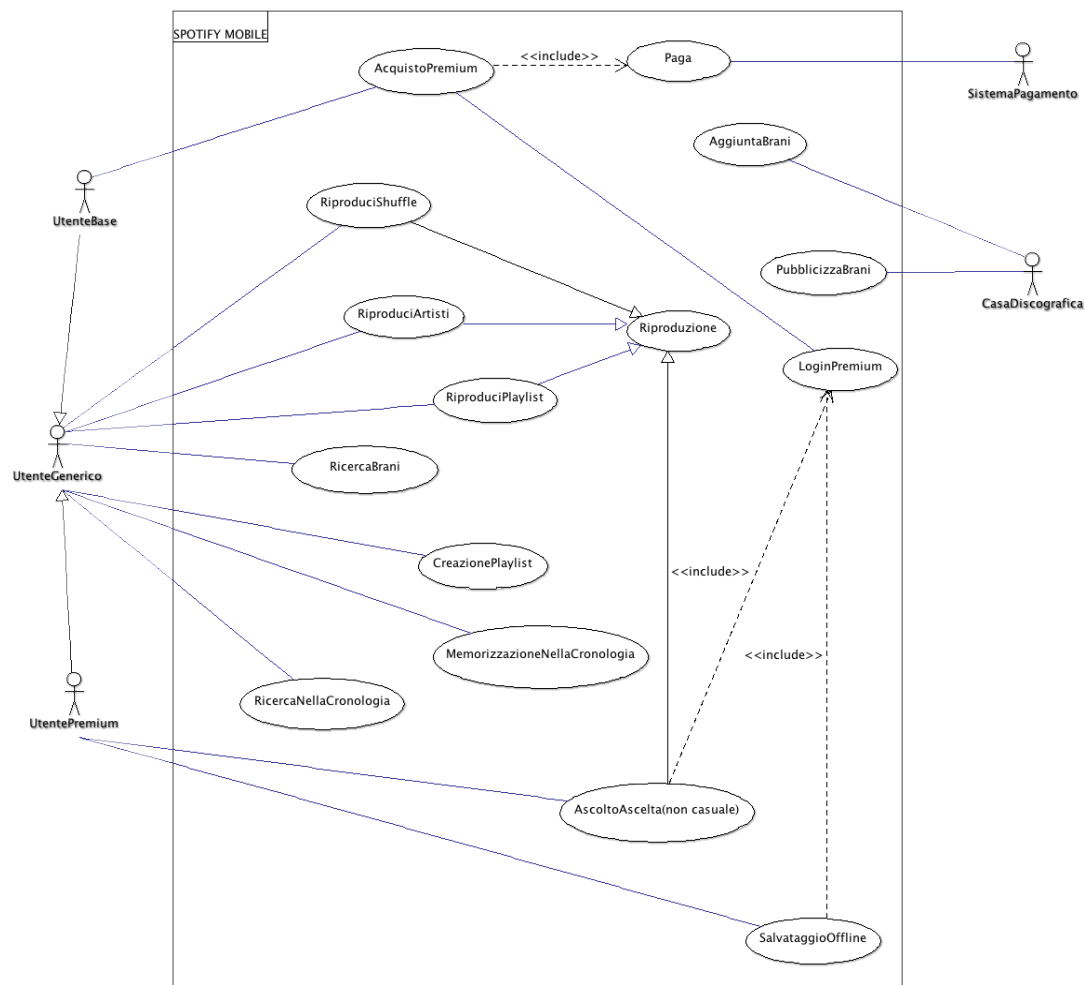 SPOTIFY MOBILE
AcquistoPremium
<<include>>
Paga
SistemaPagamento
AggiuntaBrani
UtenteBase
RiproduciShuffle
PubblicizzaBrani
CasaDiscografica
RiproduciArtisti
Riproduzione
LoginPremium
RiproduciPlaylist
UtenteGenerico
RicercaBrani
CreazionePlaylist
<<include>>
MemorizzazioneNellaCronologia
<<include>>
RicercaNellaCronologia
UtentePremium
AscoltoAscelta(non casuale)
SalvataggioOffline